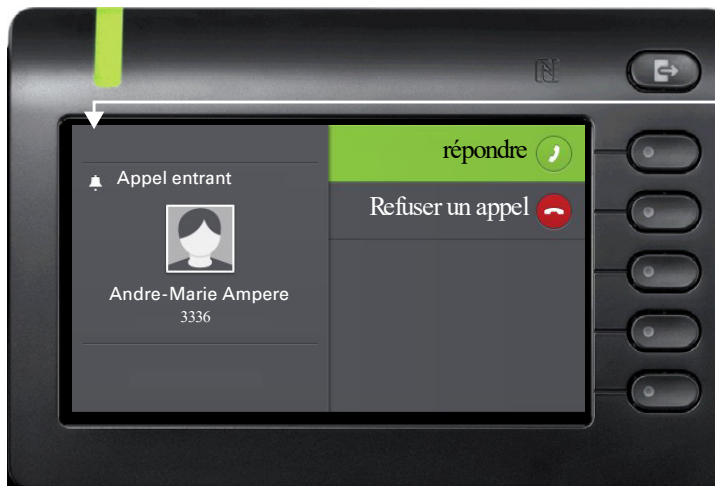 répondre
Appel entrant
Refuser un appel
Andre-Marie Ampere
3336